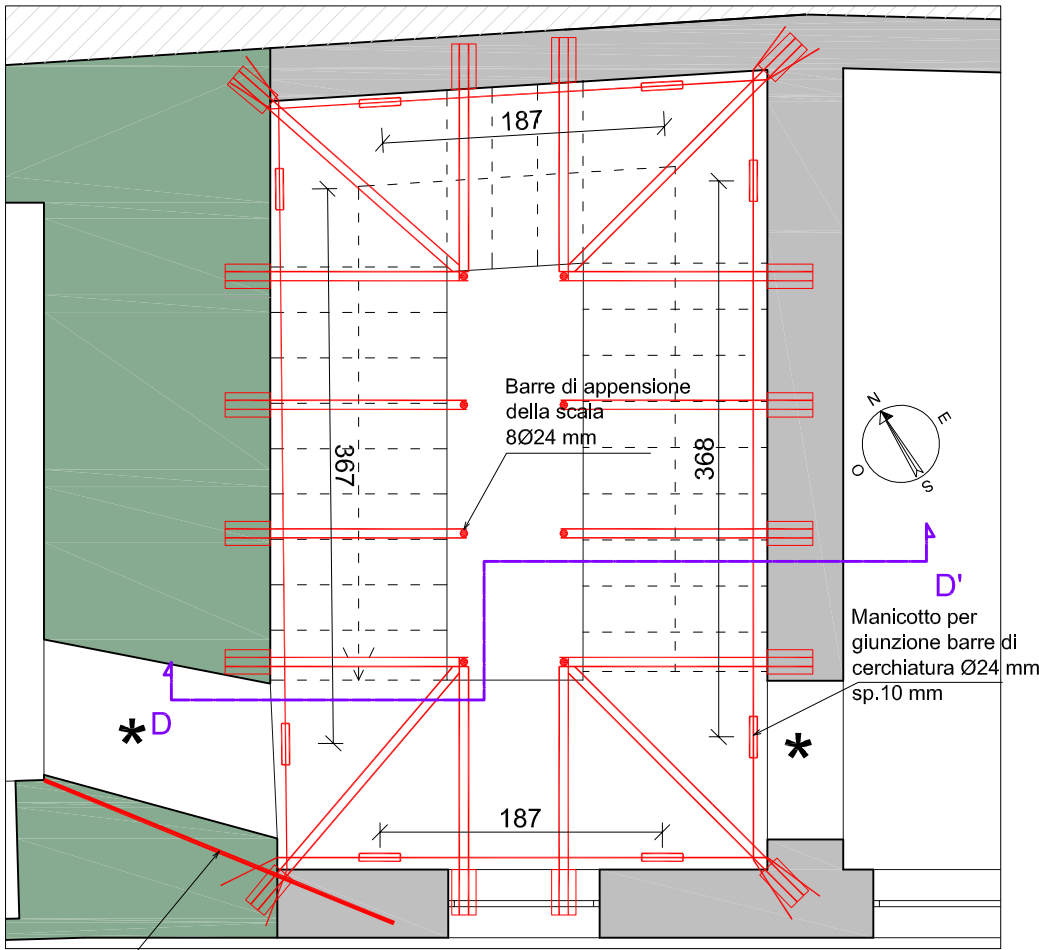 187
Barre di appensione
della scala
8Ø24 mm
367
368
N
E
O
S
D'
Manicotto per
giunzione barre di
cerchiatura Ø24 mm
sp.10 mm
* D
*
187